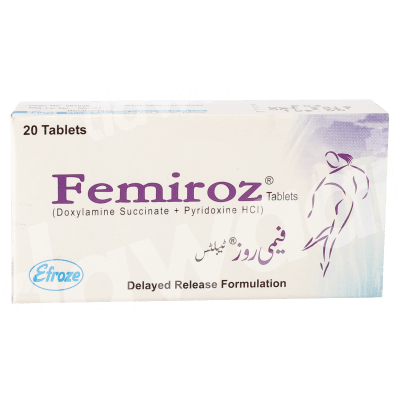 20 Tablets
Femiroz® Tablets
(Doxylamine Succinate + Pyridoxine HCl)
فیمی روز® ٹیبلٹس
Efroze
Delayed Release Formulation